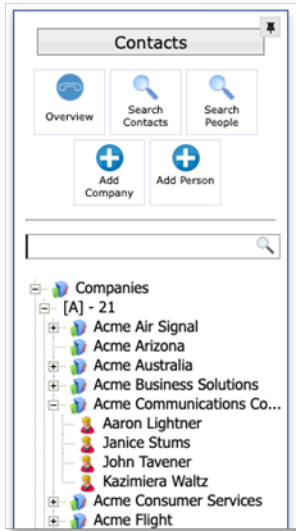 Contacts
Overview
Search
Contacts
Search
People
Add
Company
Add Person
Companies
[A] - 21
Acme Air Signal
Acme Arizona
Acme Australia
Acme Business Solutions
Acme Communications Co...
Aaron Lightner
Janice Stums
John Tavener
Kazimiera Waltz
Acme Consumer Services
Acme Flight